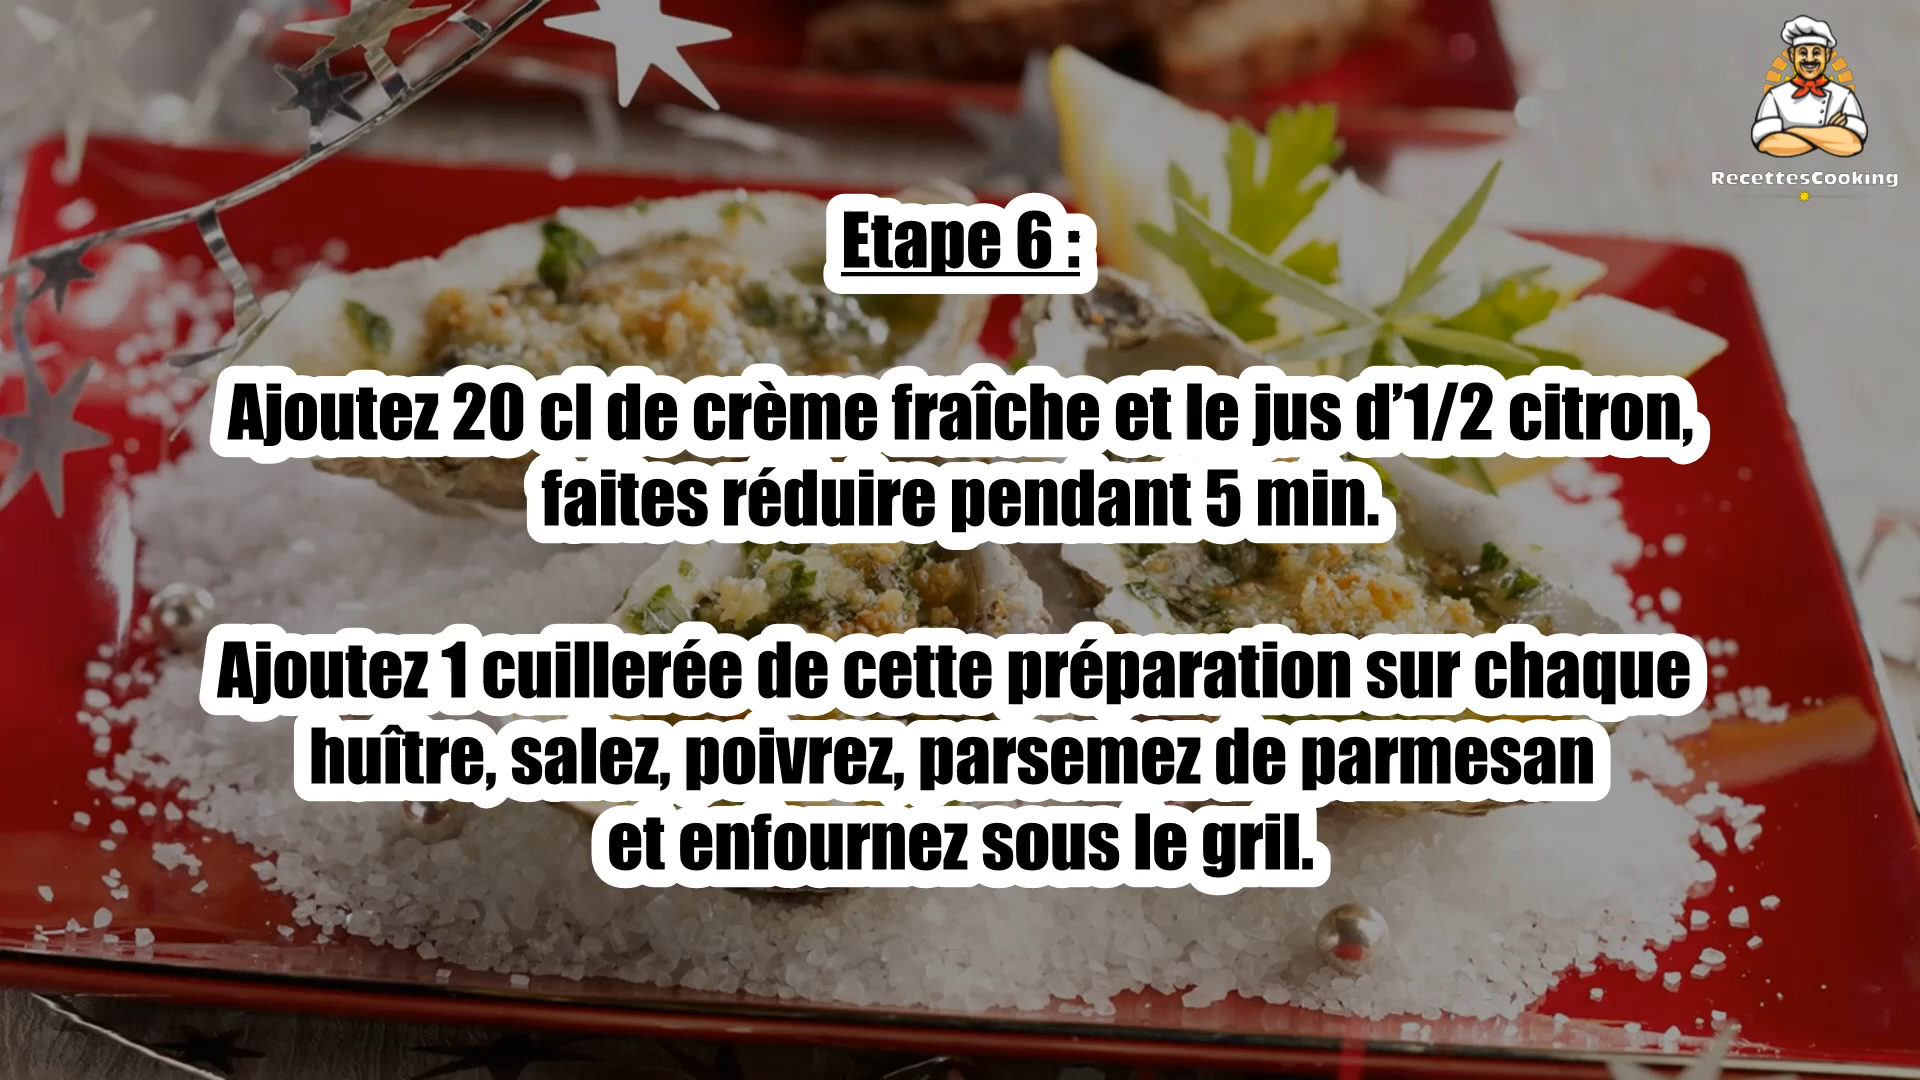 RecettesCooking
Etape 6 :
Ajoutez 20 cl de crème fraîche et le jus d’1/2 citron,
faites réduire pendant 5 min.
Ajoutez 1 cuillerée de cette préparation sur chaque
huître, salez, poivrez, parsemez de parmesan
et enfournez sous le gril.